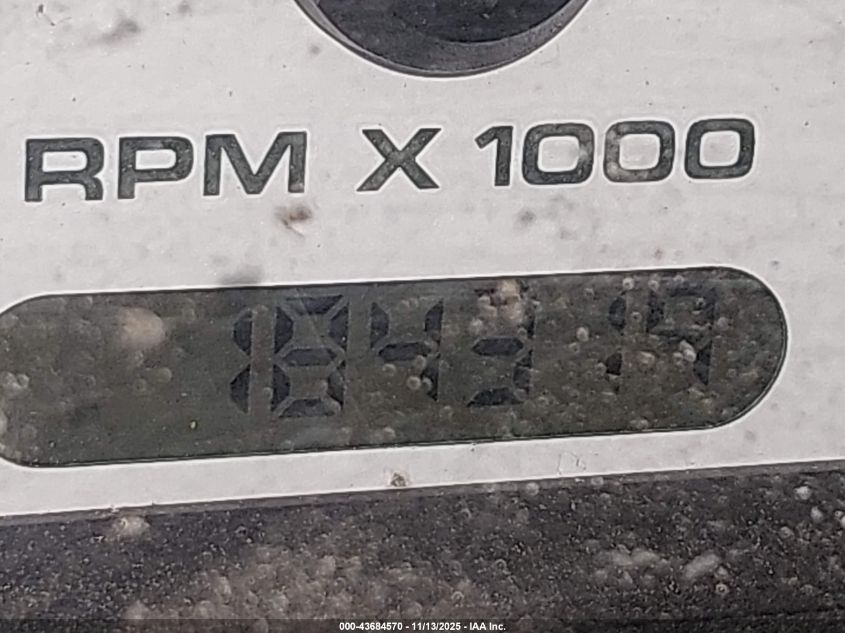 RPM X 1000
000-43684570 - 11/13/2025 - IAA Inc.